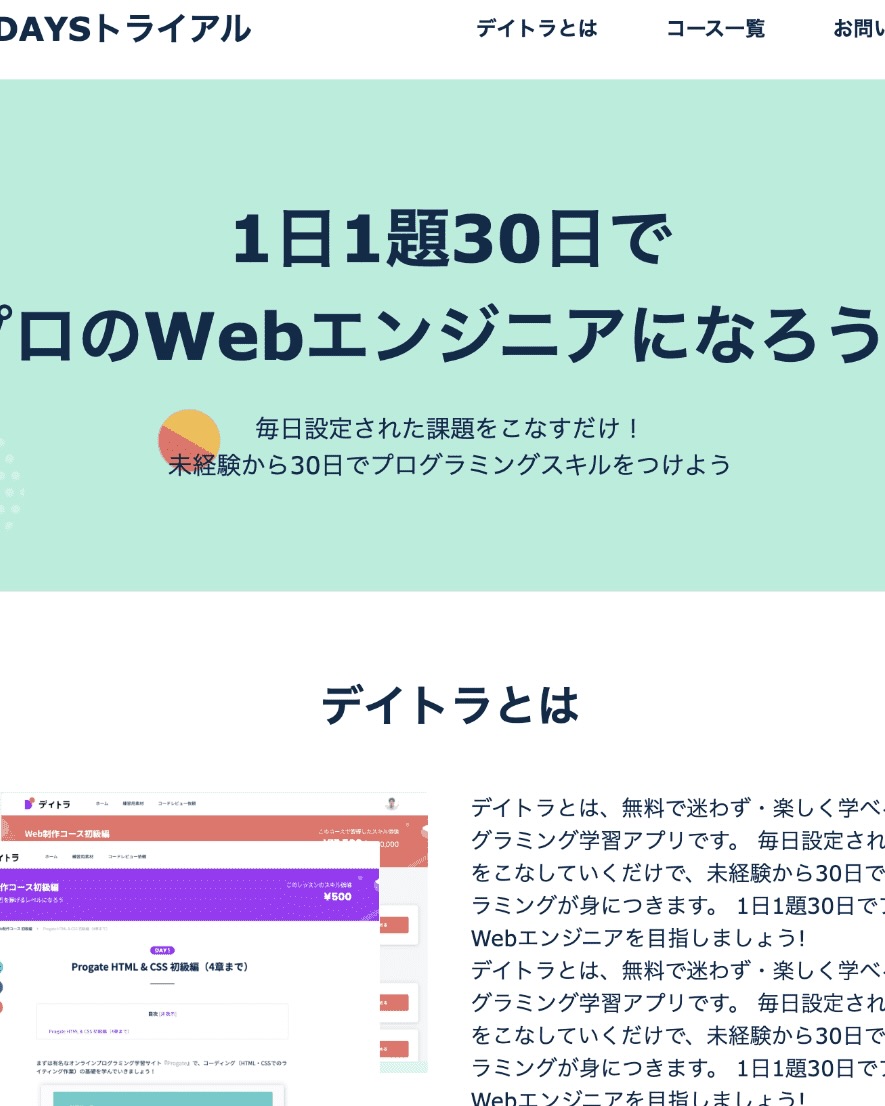 DAYSトライアル
デイトラとは
コース一覧
お問い
1日1題30日で
プロのWebエンジニアになろう
毎日設定された課題をこなすだけ！
未経験から30日でプログラミングスキルをつけよう
デイトラとは
デイトラ
ホーム
コードレビュー依頼
Web制作コース初級編
イトラ
ホーム
コードレビュー依頼
作コース初級編
このレッスンのスキル価値
¥500
DAY1
Progate HTML & CSS 初級編（4章まで）
まずは有名なオンラインプログラミング学習サイト『Progate』で、コーディング（HTML・CSSでのラ
イティング作業）の基礎を学んでいきましょう！
デイトラとは、無料で迷わず・楽しく学べ
グラミング学習アプリです。 毎日設定され
をこなしていくだけで、未経験から30日で
ラミングが身につきます。 1日1題30日で
Webエンジニアを目指しましょう!
デイトラとは、無料で迷わず・楽しく学べ
グラミング学習アプリです。 毎日設定され
をこなしていくだけで、未経験から30日で
ラミングが身につきます。 1日1題30日で
Webエンジニアを目指しましょう!